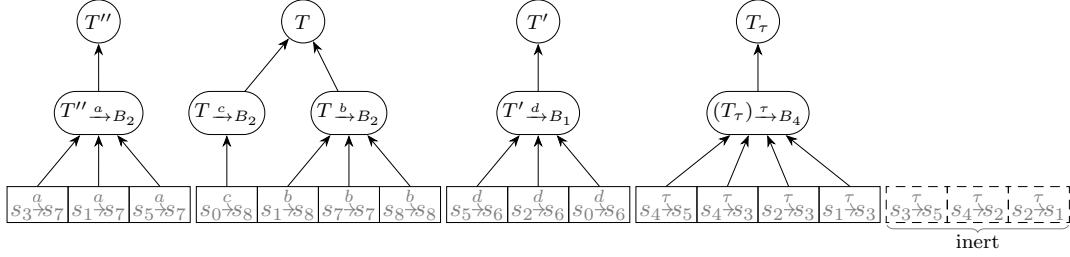 T'' T T' T_τ
T'' —a→ B_2 T —c→ B_2 T —b→ B_2 T' —d→ B_1 (T_τ) —τ→ B_4
s_3 —a→ s_7 s_1 —a→ s_7 s_5 —a→ s_7 s_0 —c→ s_8 s_1 —b→ s_8 s_7 —b→ s_8 s_8 —b→ s_8 s_5 —d→ s_6 s_2 —d→ s_6 s_0 —d→ s_6 s_4 —τ→ s_5 s_4 —τ→ s_3 s_2 —τ→ s_3 s_1 —τ→ s_3 s_3 —τ→ s_5 s_4 —τ→ s_2 s_2 —τ→ s_1
inert